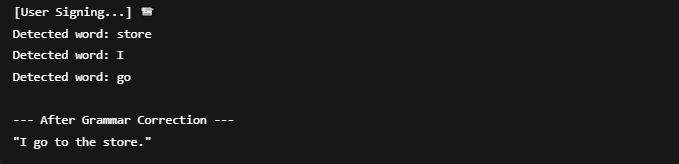 [User Signing...]
Detected word: store
Detected word: I
Detected word: go
--- After Grammar Correction ---
"I go to the store."